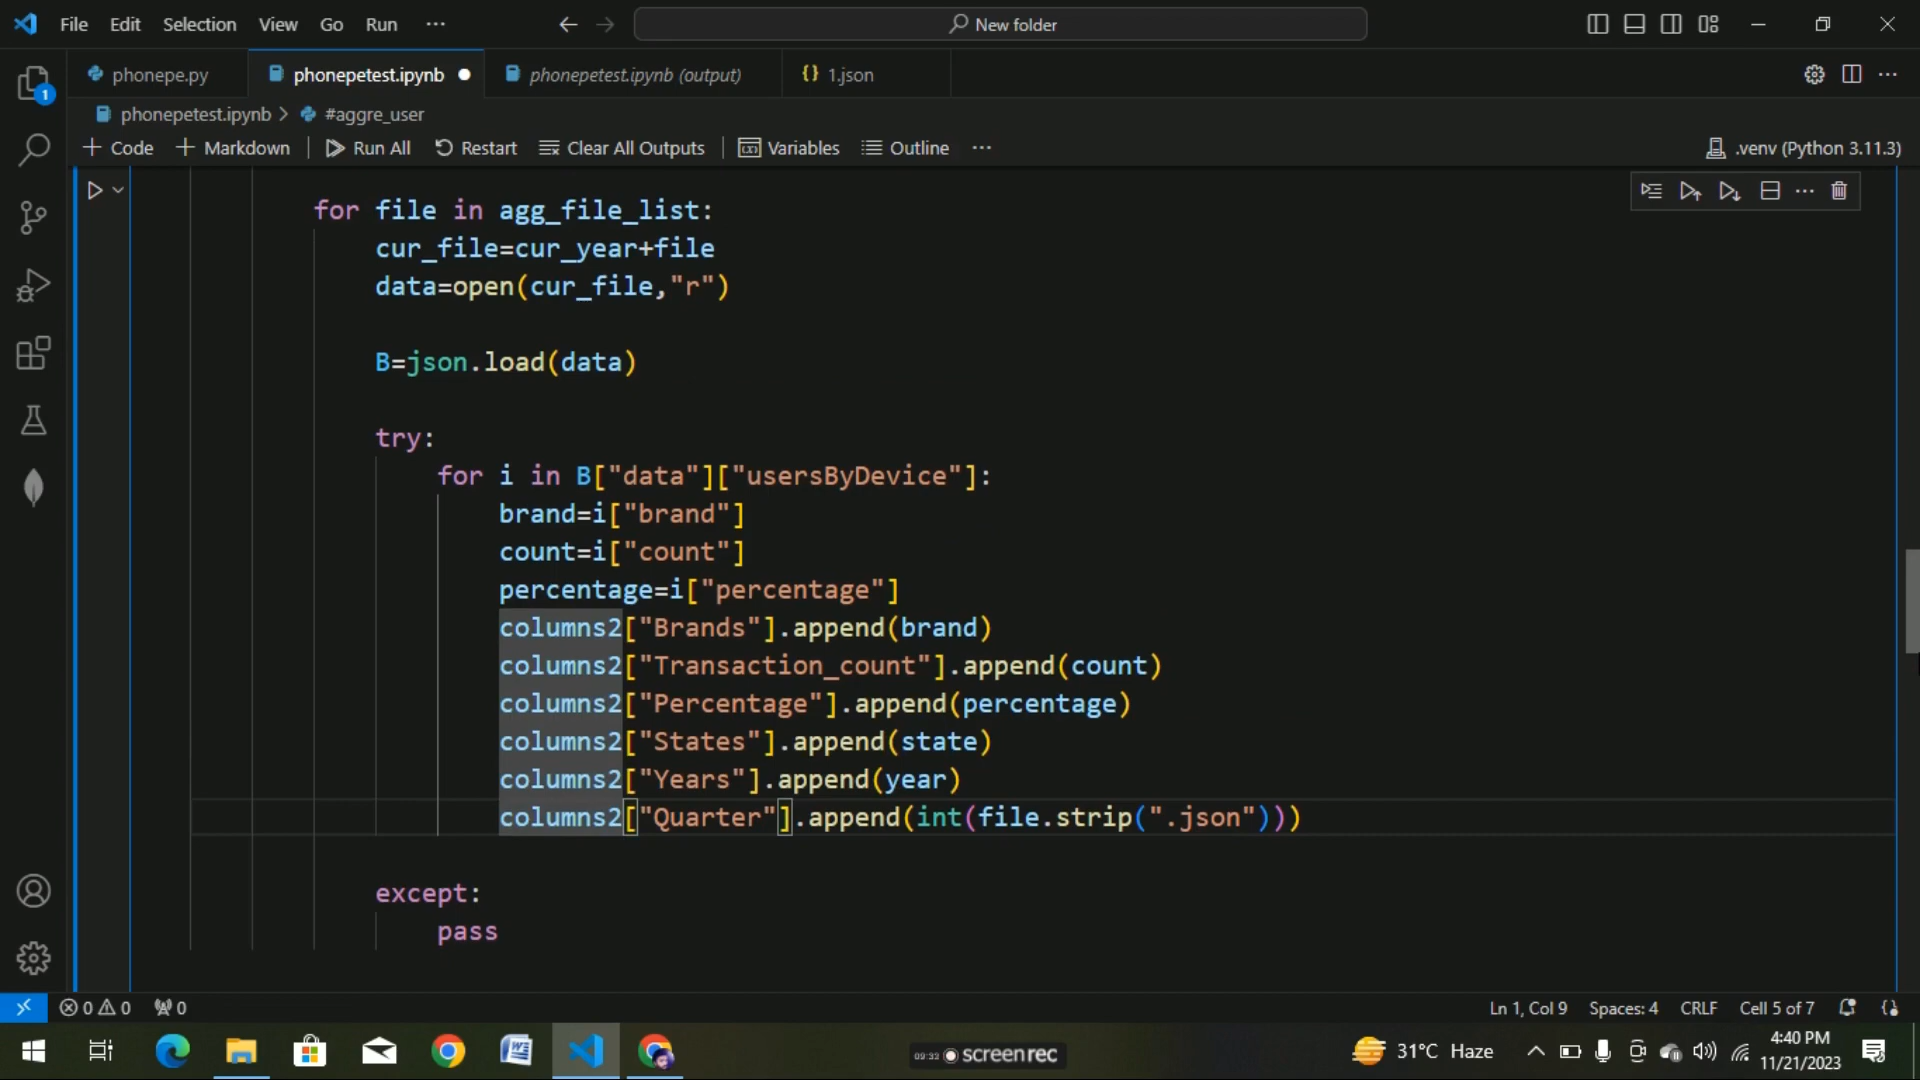 File Edit Selection View Go Run ··· New folder
phonepe.py phonepetest.ipynb phonepetest.ipynb (output) 1.json
1
phonepetest.ipynb > #aggre_user
+ Code + Markdown Run All Restart Clear All Outputs Variables Outline ··· .venv (Python 3.11.3)
for file in agg_file_list:
cur_file=cur_year+file
data=open(cur_file,"r")
B=json.load(data)
try:
for i in B["data"]["usersByDevice"]:
brand=i["brand"]
count=i["count"]
percentage=i["percentage"]
columns2["Brands"].append(brand)
columns2["Transaction_count"].append(count)
columns2["Percentage"].append(percentage)
columns2["States"].append(state)
columns2["Years"].append(year)
columns2["Quarter"].append(int(file.strip(".json")))
except:
pass
0 0 0 Ln 1, Col 9 Spaces: 4 CRLF Cell 5 of 7
09:33 screenrec 31°C Haze 4:40 PM
11/21/2023